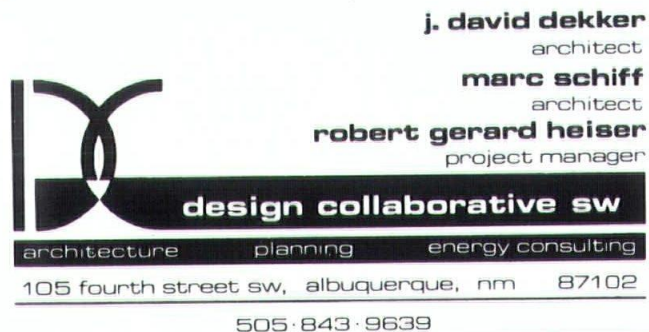 j. david dekker
architect
marc schiff
architect
robert gerard heiser
project manager
design collaborative sw
architecture planning energy consulting
105 fourth street sw, albuquerque, nm 87102
505·843·9639